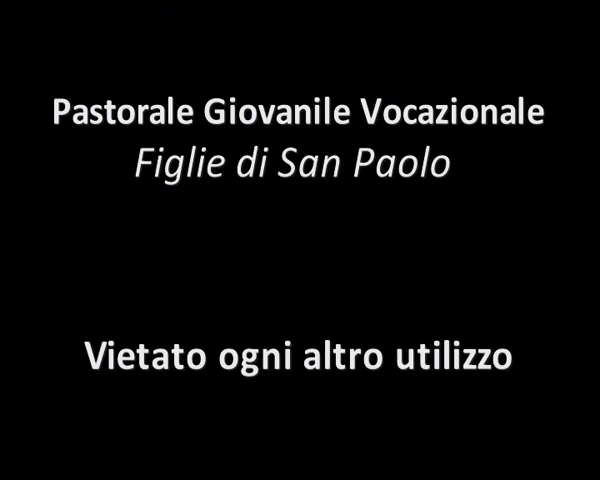 Pastorale Giovanile Vocazionale
Figlie di San Paolo
Vietato ogni altro utilizzo